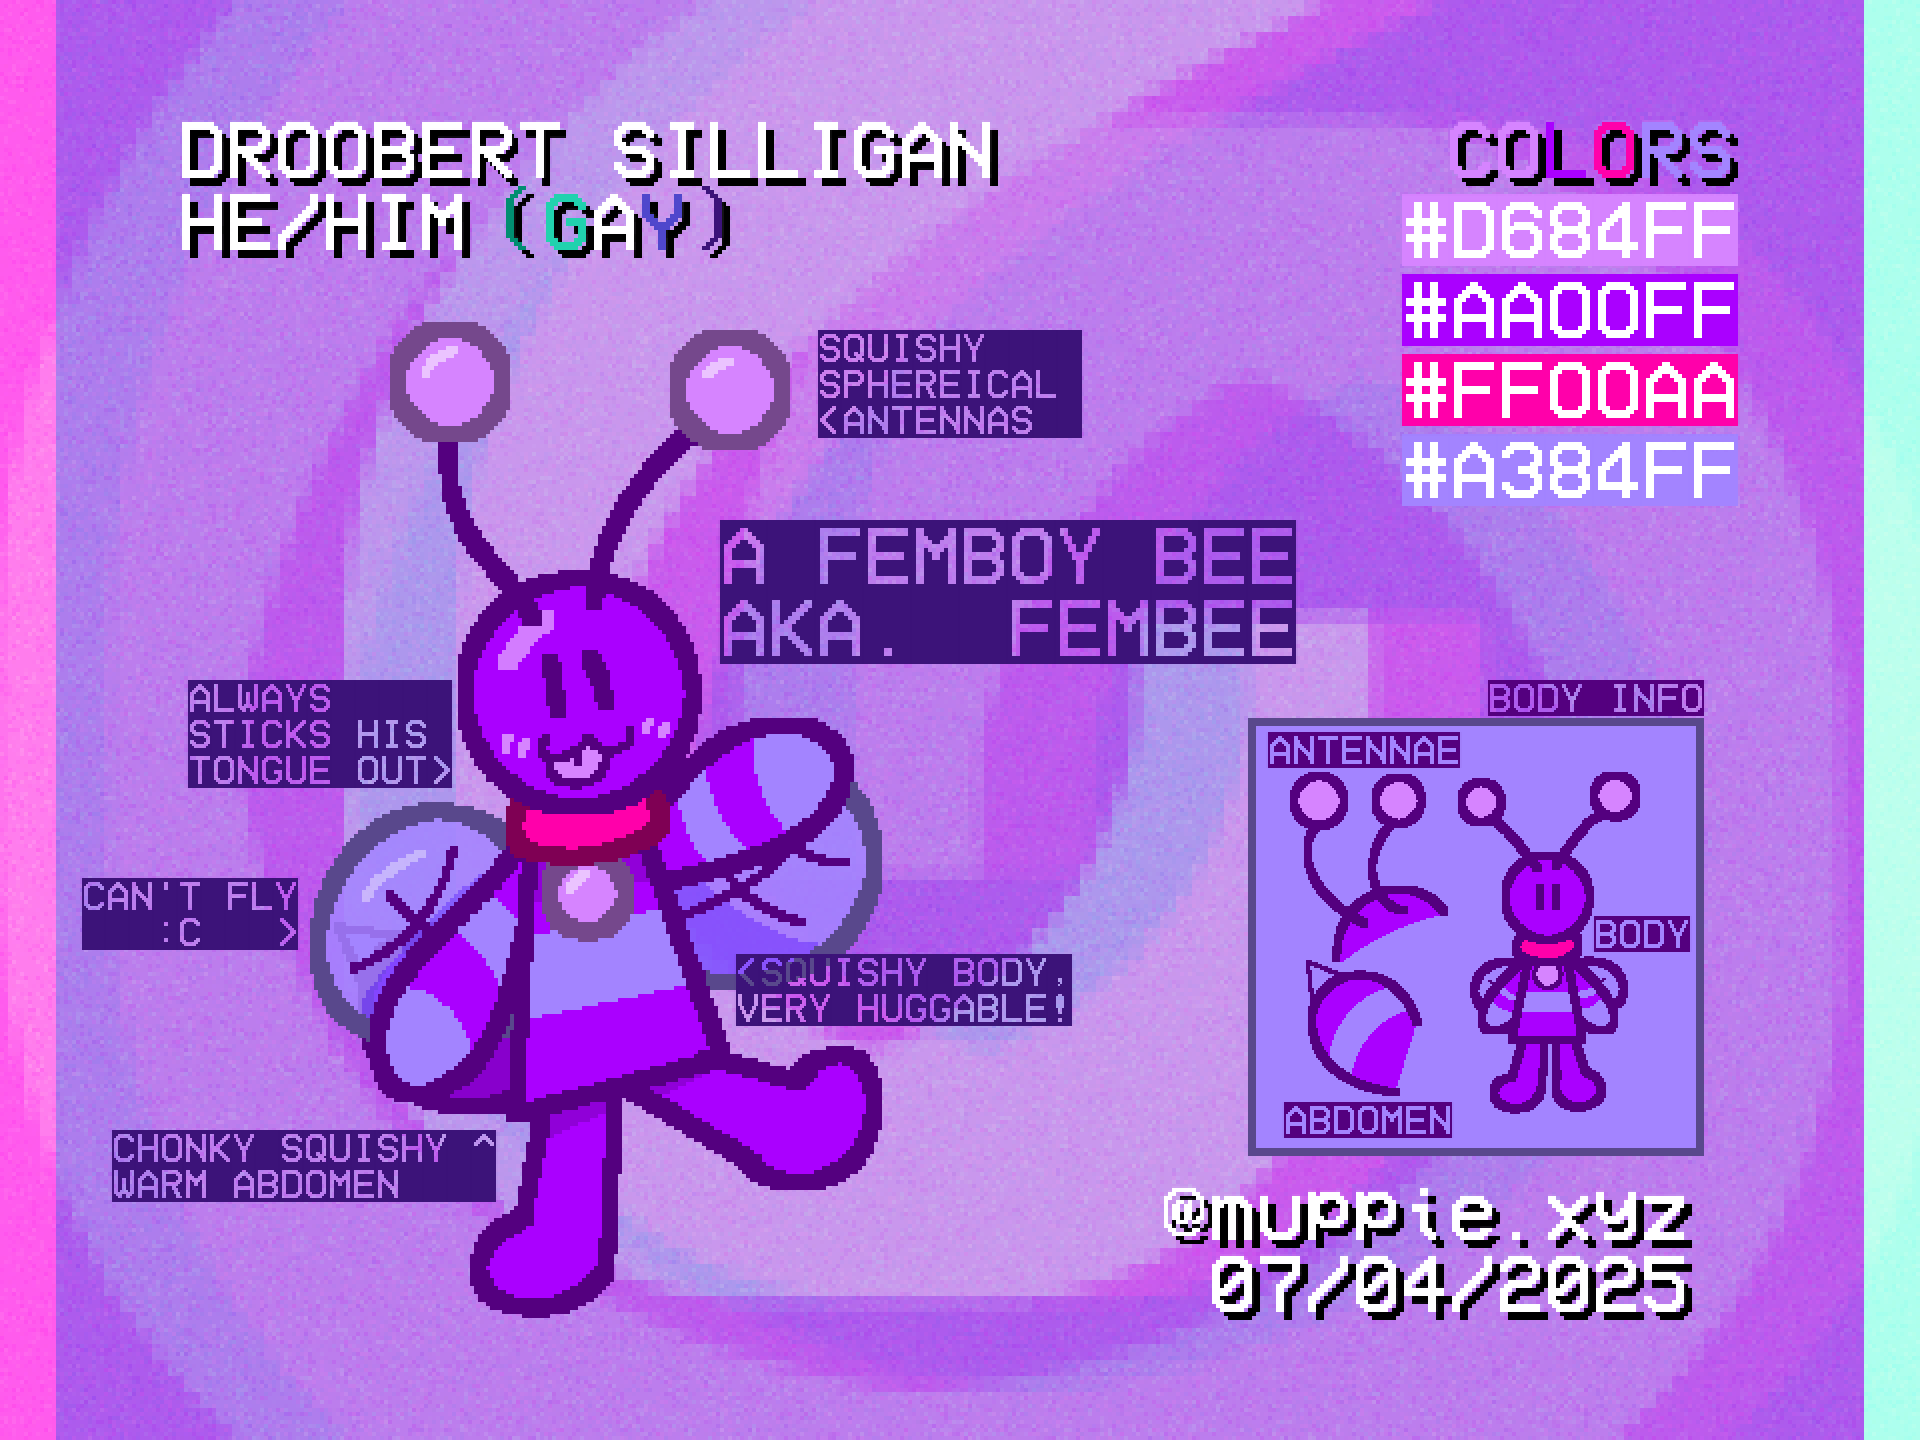 DROOBERT SILLIGAN
HE/HIM (GAY)
COLORS
#D684FF
#AA00FF
#FF00AA
#A384FF
SQUISHY
SPHEREICAL
<ANTENNAS
A FEMBOY BEE
AKA. FEMBEE
ALWAYS
STICKS HIS
TONGUE OUT>
CAN'T FLY
:C >
<SQUISHY BODY,
VERY HUGGABLE!
CHONKY SQUISHY ^
WARM ABDOMEN
BODY INFO
ANTENNAE
BODY
ABDOMEN
@muppie.xyz
07/04/2025